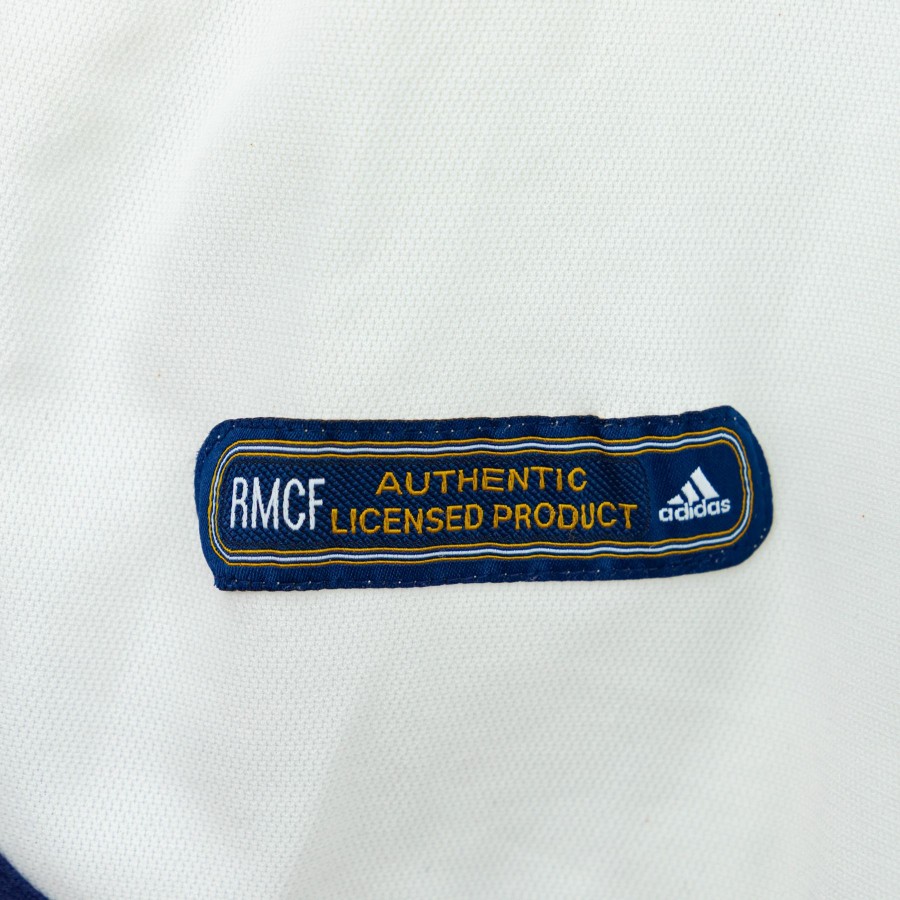 RMCF
AUTHENTIC
LICENSED PRODUCT
adidas